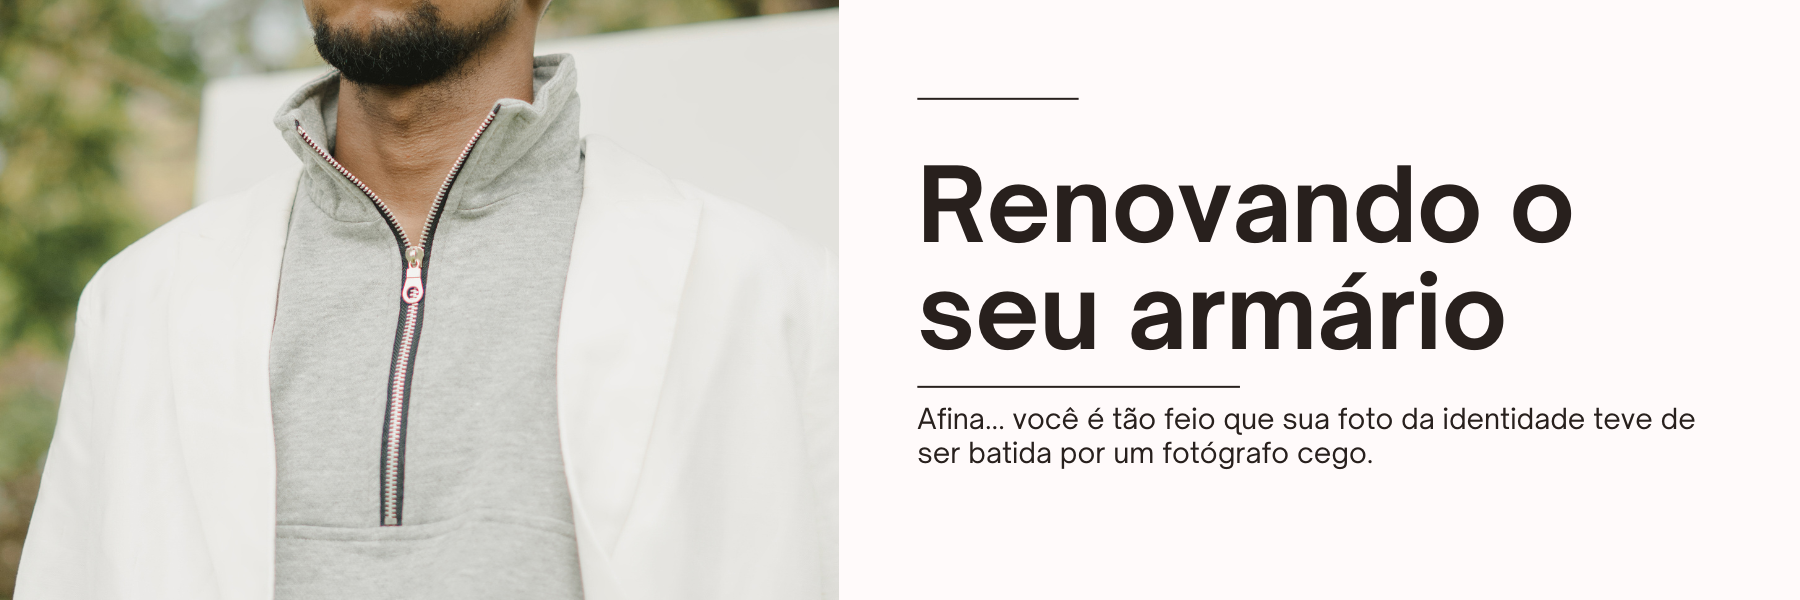 Renovando o
seu armário
Afina... você é tão feio que sua foto da identidade teve de
ser batida por um fotógrafo cego.